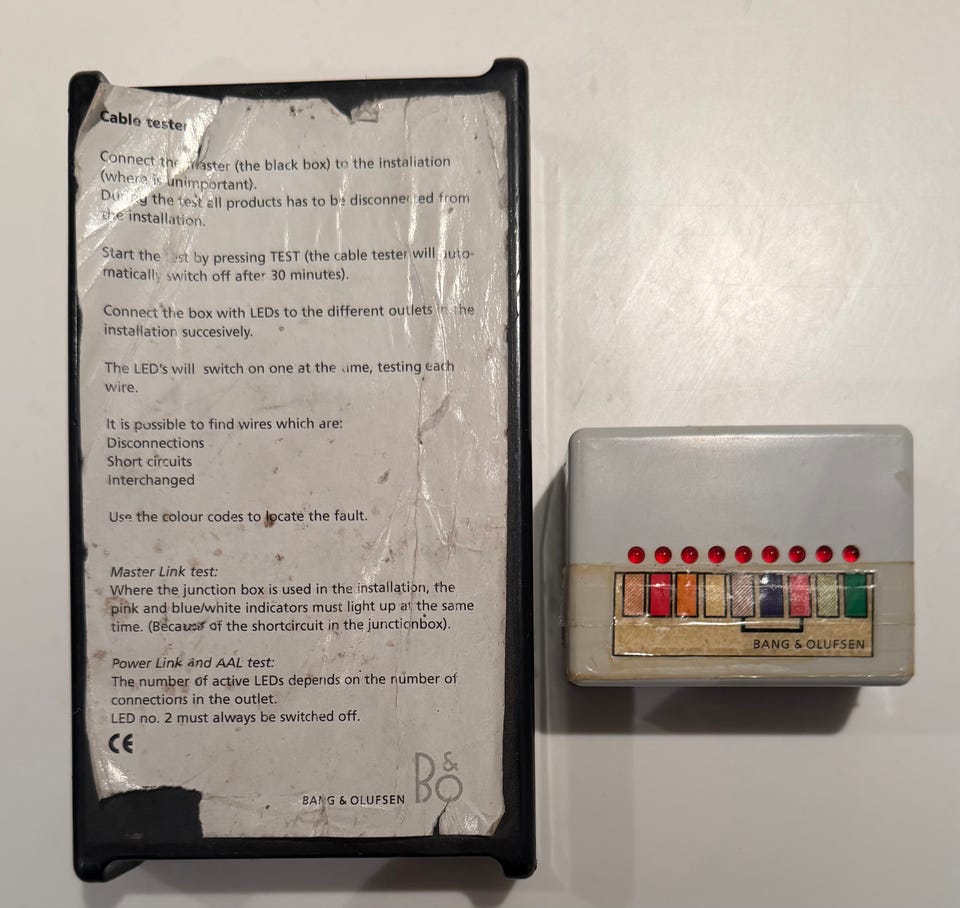 Cable tester
Connect the master (the black box) to the installation
(where is unimportant).
During the test all products has to be disconnected from
the installation.
Start the test by pressing TEST (the cable tester will auto-
matically switch off after 30 minutes).
Connect the box with LEDs to the different outlets in the
installation succesively.
The LED's will switch on one at the time, testing each
wire.
It is possible to find wires which are:
Disconnections
Short circuits
Interchanged
Use the colour codes to locate the fault.
Master Link test:
Where the junction box is used in the installation, the
pink and blue/white indicators must light up at the same
time. (Because of the shortcircuit in the junctionbox).
Power Link and AAL test:
The number of active LEDs depends on the number of
connections in the outlet.
LED no. 2 must always be switched off.
CE
BANG & OLUFSEN
B&O
BANG & OLUFSEN